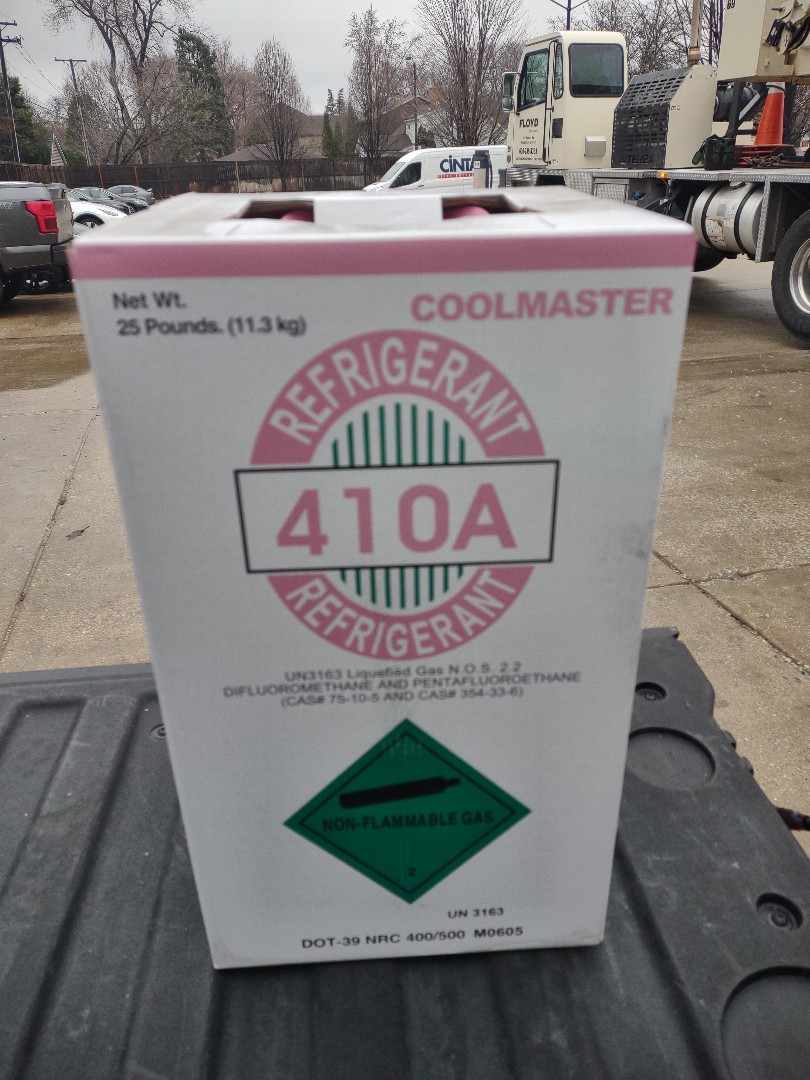 CINTAS
FLOYD
Net Wt.
25 Pounds. (11.3 kg)
COOLMASTER
REFRIGERANT
410A
REFRIGERANT
UN3163 Liquefied Gas N.O.S. 2.2
DIFLUOROMETHANE AND PENTAFLUOROETHANE
(CAS# 75-10-5 AND CAS# 354-33-6)
NON-FLAMMABLE GAS
2
UN 3163
DOT-39 NRC 400/500 M0605